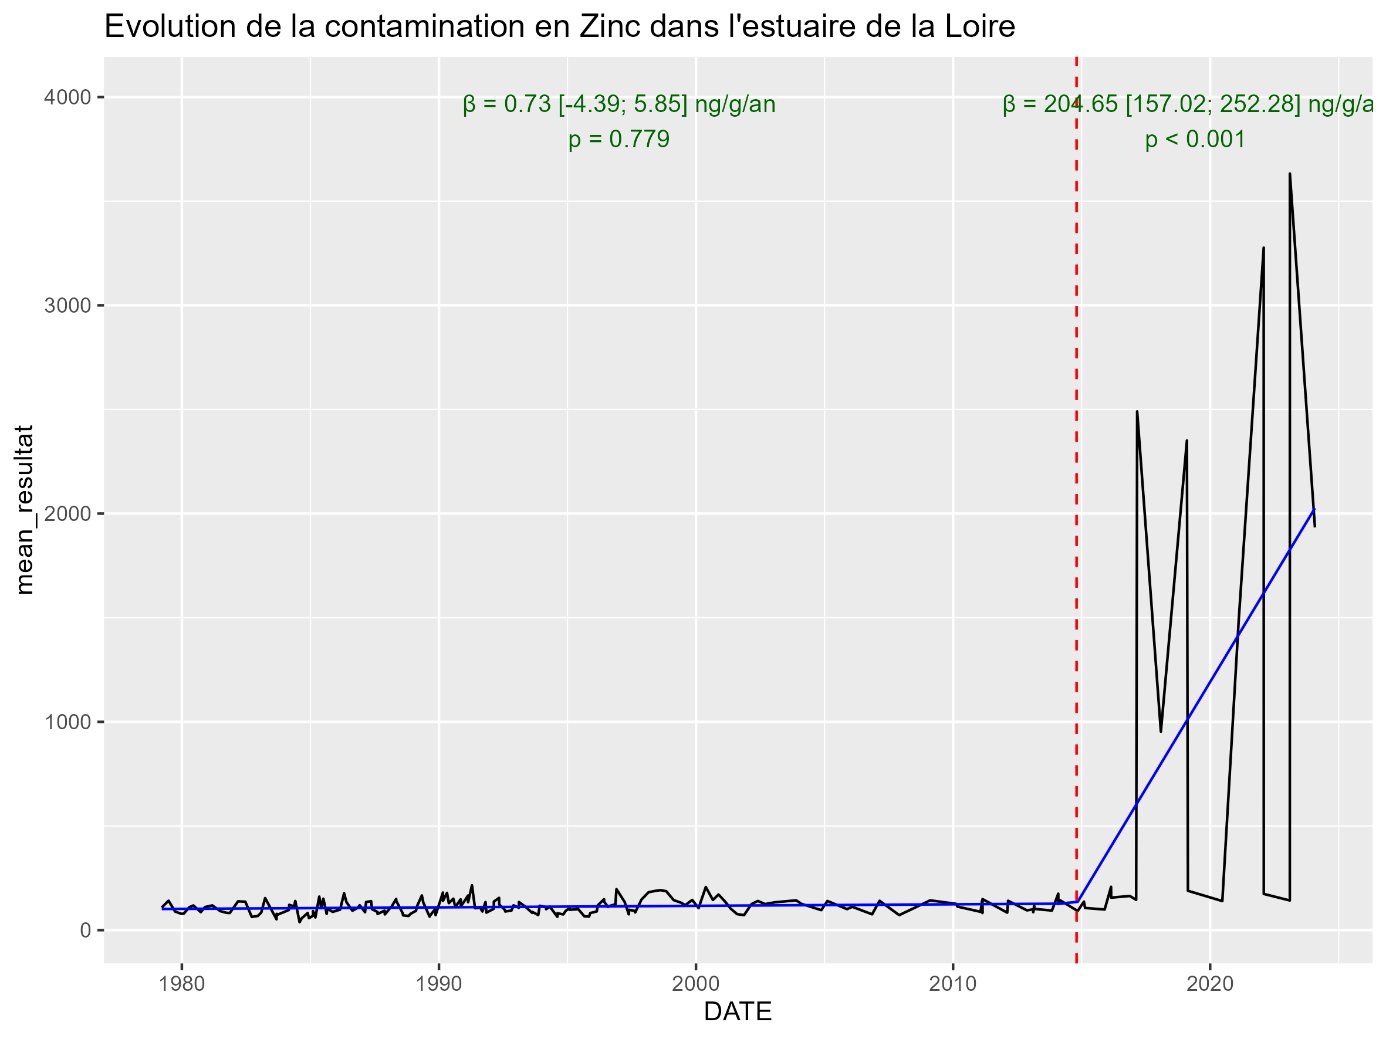 Evolution de la contamination en Zinc dans l'estuaire de la Loire
β = 0.73 [-4.39; 5.85] ng/g/an
p = 0.779
β = 204.65 [157.02; 252.28] ng/g/a
p < 0.001
4000
3000
2000
1000
0
mean_resultat
1980
1990
2000
2010
2020
DATE